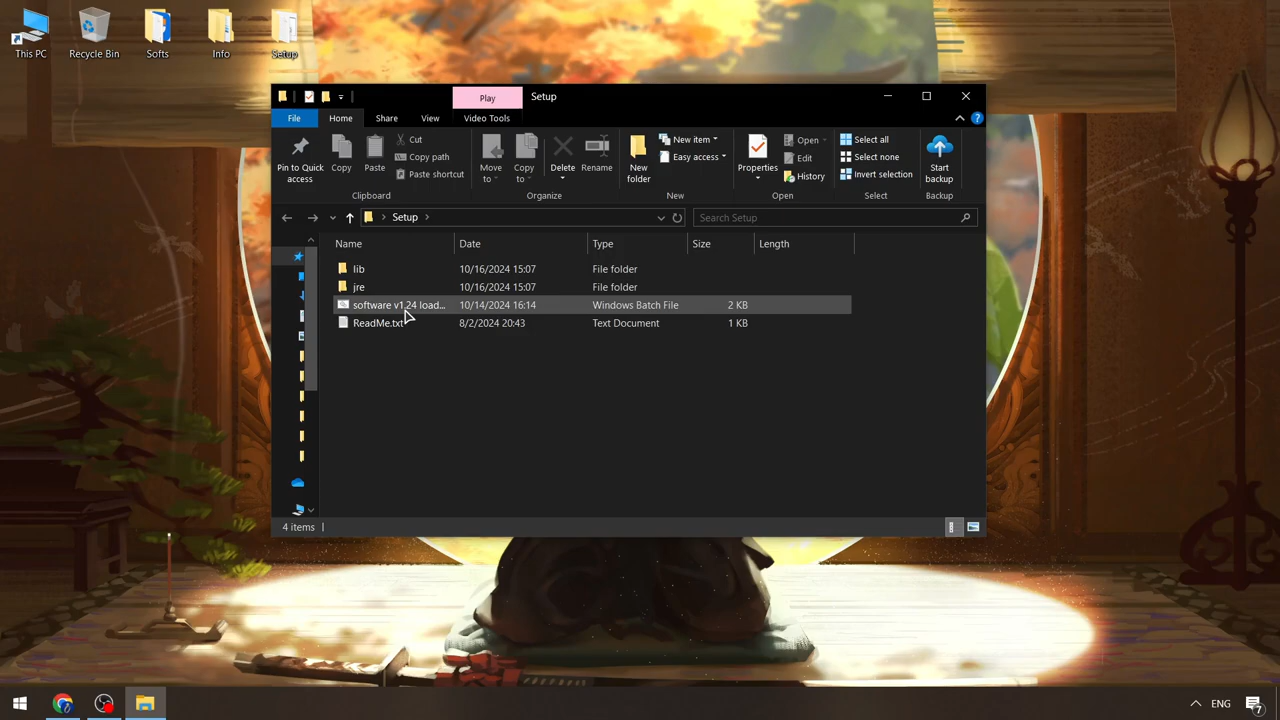 This PC
Recycle Bin
Softs
Info
Setup
Play
Setup
File
Home
Share
View
Video Tools
Pin to Quick access
Copy
Paste
Cut
Copy path
Paste shortcut
Clipboard
Move to
Copy to
Delete
Rename
Organize
New folder
New item
Easy access
New
Properties
Open
Edit
History
Open
Select all
Select none
Invert selection
Select
Start backup
Backup
Setup
Search Setup
Name Date Type Size Length
lib 10/16/2024 15:07 File folder
jre 10/16/2024 15:07 File folder
software v1.24 load... 10/14/2024 16:14 Windows Batch File 2 KB
ReadMe.txt 8/2/2024 20:43 Text Document 1 KB
4 items
ENG
7